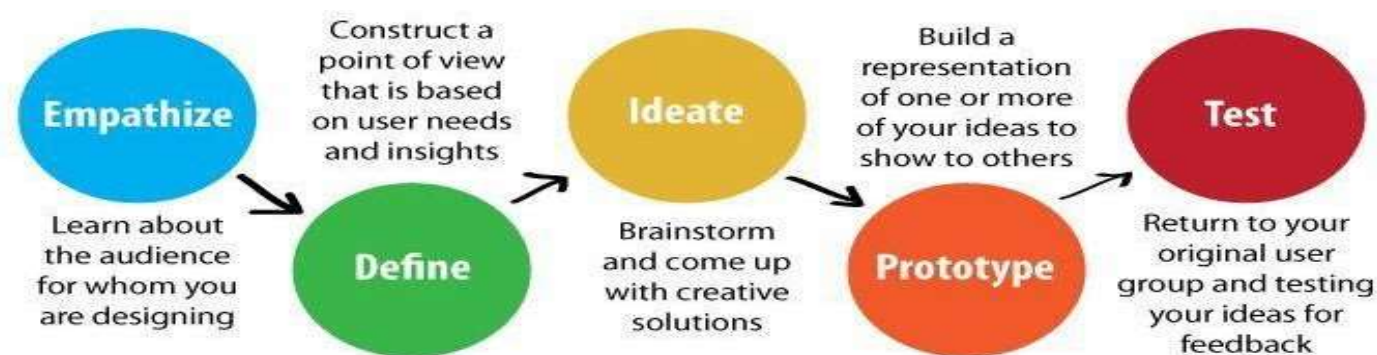 Empathize
Learn about
the audience
for whom you
are designing
Construct a
point of view
that is based
on user needs
and insights
Define
Ideate
Brainstorm
and come up
with creative
solutions
Build a
representation
of one or more
of your ideas to
show to others
Prototype
Test
Return to your
original user
group and testing
your ideas for
feedback